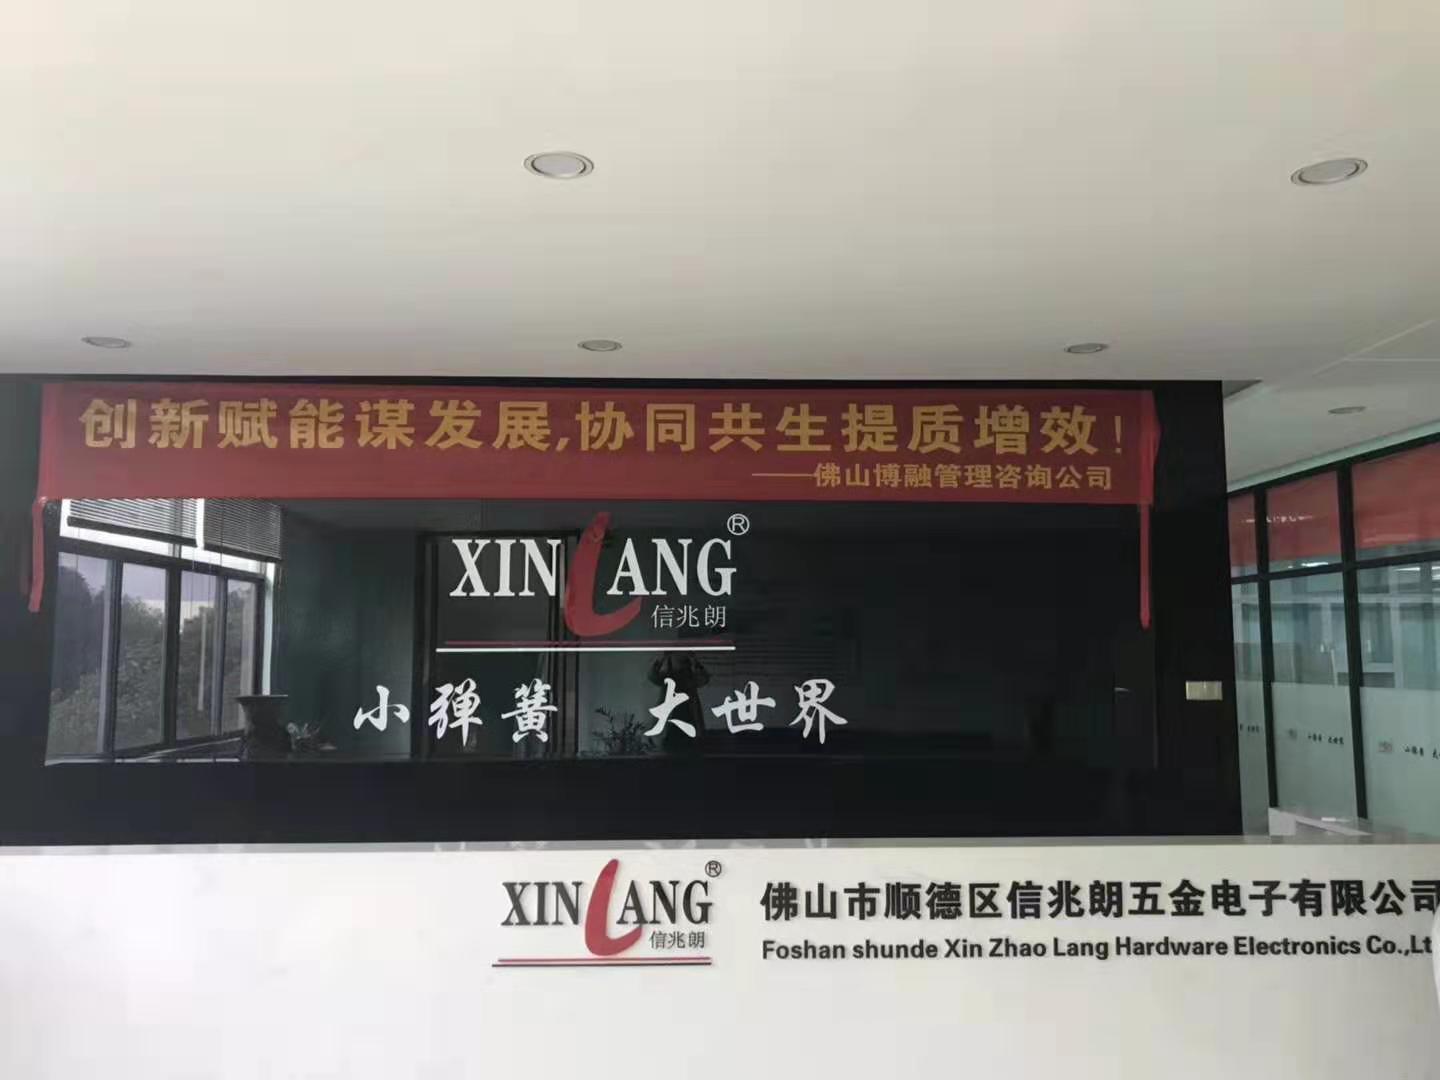 创新赋能谋发展,协同共生提质增效!
——佛山博融管理咨询公司
XINLANG®
信兆朗
小弹簧 大世界
XINLANG®
信兆朗
佛山市顺德区信兆朗五金电子有限公司
Foshan shunde Xin Zhao Lang Hardware Electronics Co.,Lt